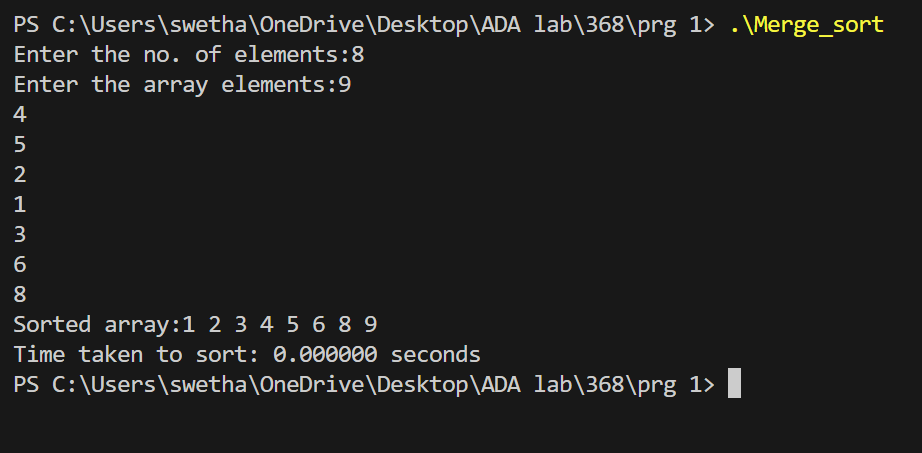 PS C:\Users\swetha\OneDrive\Desktop\ADA lab\368\prg 1> .\Merge_sort
Enter the no. of elements:8
Enter the array elements:9
4
5
2
1
3
6
8
Sorted array:1 2 3 4 5 6 8 9
Time taken to sort: 0.000000 seconds
PS C:\Users\swetha\OneDrive\Desktop\ADA lab\368\prg 1>